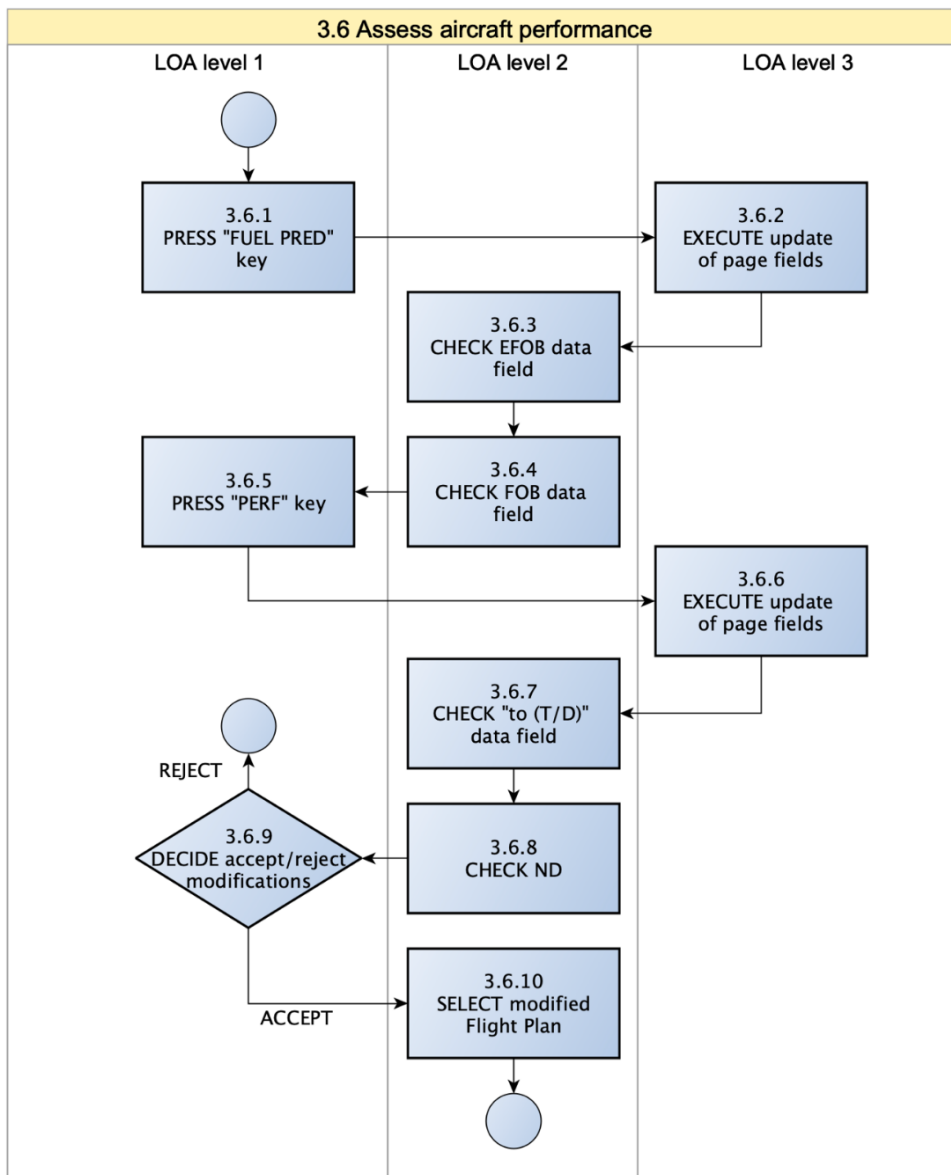 3.6 Assess aircraft performance
LOA level 1
LOA level 2
LOA level 3
3.6.1
PRESS "FUEL PRED"
key
3.6.2
EXECUTE update
of page fields
3.6.3
CHECK EFOB data
field
3.6.4
CHECK FOB data
field
3.6.5
PRESS "PERF" key
3.6.6
EXECUTE update
of page fields
3.6.7
CHECK "to (T/D)"
data field
3.6.8
CHECK ND
3.6.9
DECIDE accept/reject
modifications
REJECT
ACCEPT
3.6.10
SELECT modified
Flight Plan